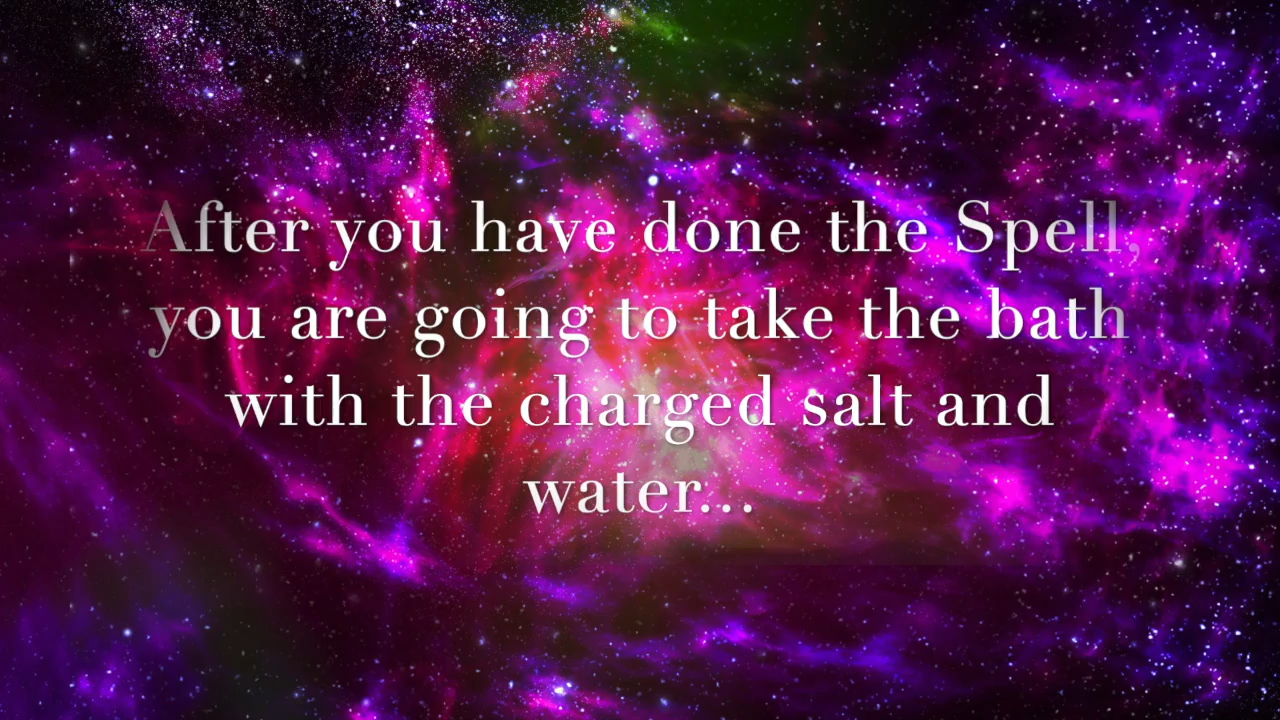 After you have done the Spell,
you are going to take the bath
with the charged salt and
water...